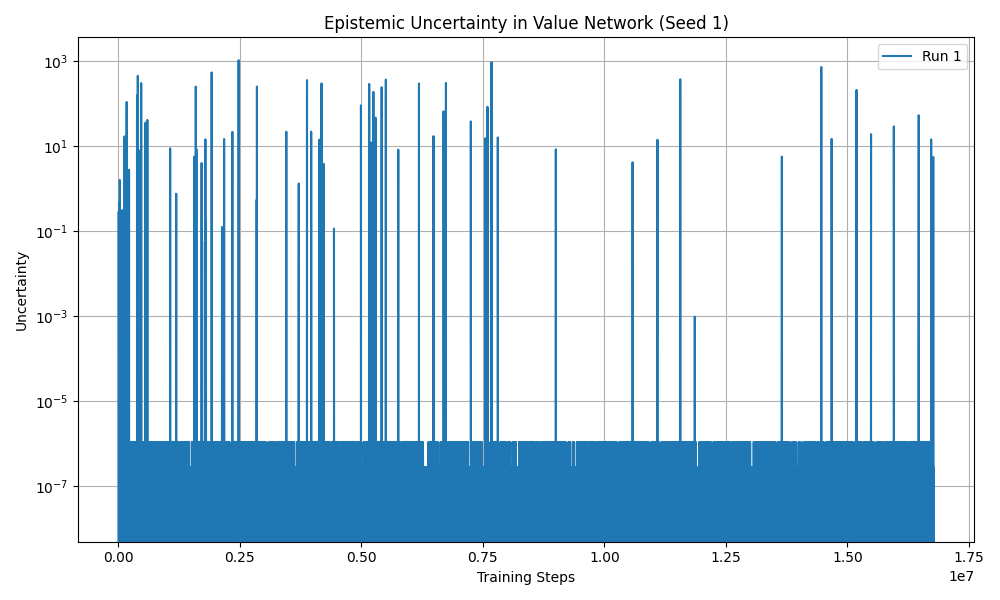 Epistemic Uncertainty in Value Network (Seed 1)
Run 1
Uncertainty
10³
10¹
10⁻¹
10⁻³
10⁻⁵
10⁻⁷
0.00 0.25 0.50 0.75 1.00 1.25 1.50 1.75
1e7
Training Steps